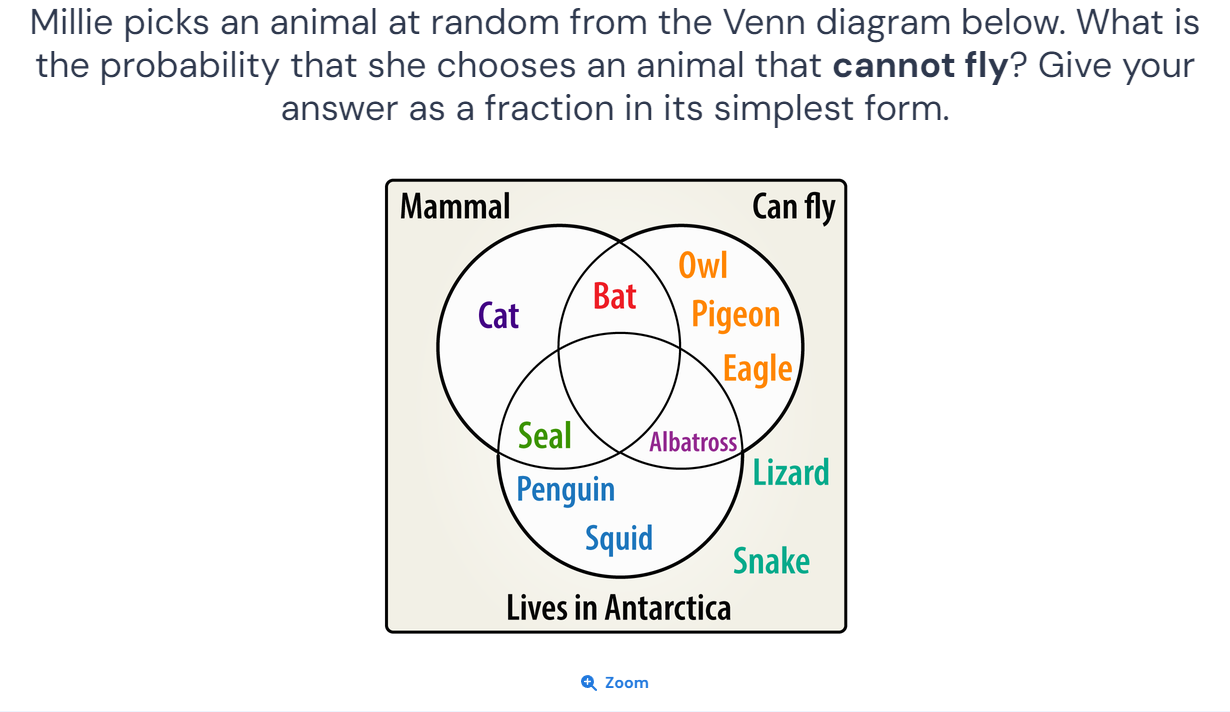 Millie picks an animal at random from the Venn diagram below. What is
the probability that she chooses an animal that cannot fly? Give your
answer as a fraction in its simplest form.
Mammal
Can fly
Owl
Bat
Cat
Pigeon
Eagle
Seal
Albatross
Lizard
Penguin
Squid
Snake
Lives in Antarctica
Zoom